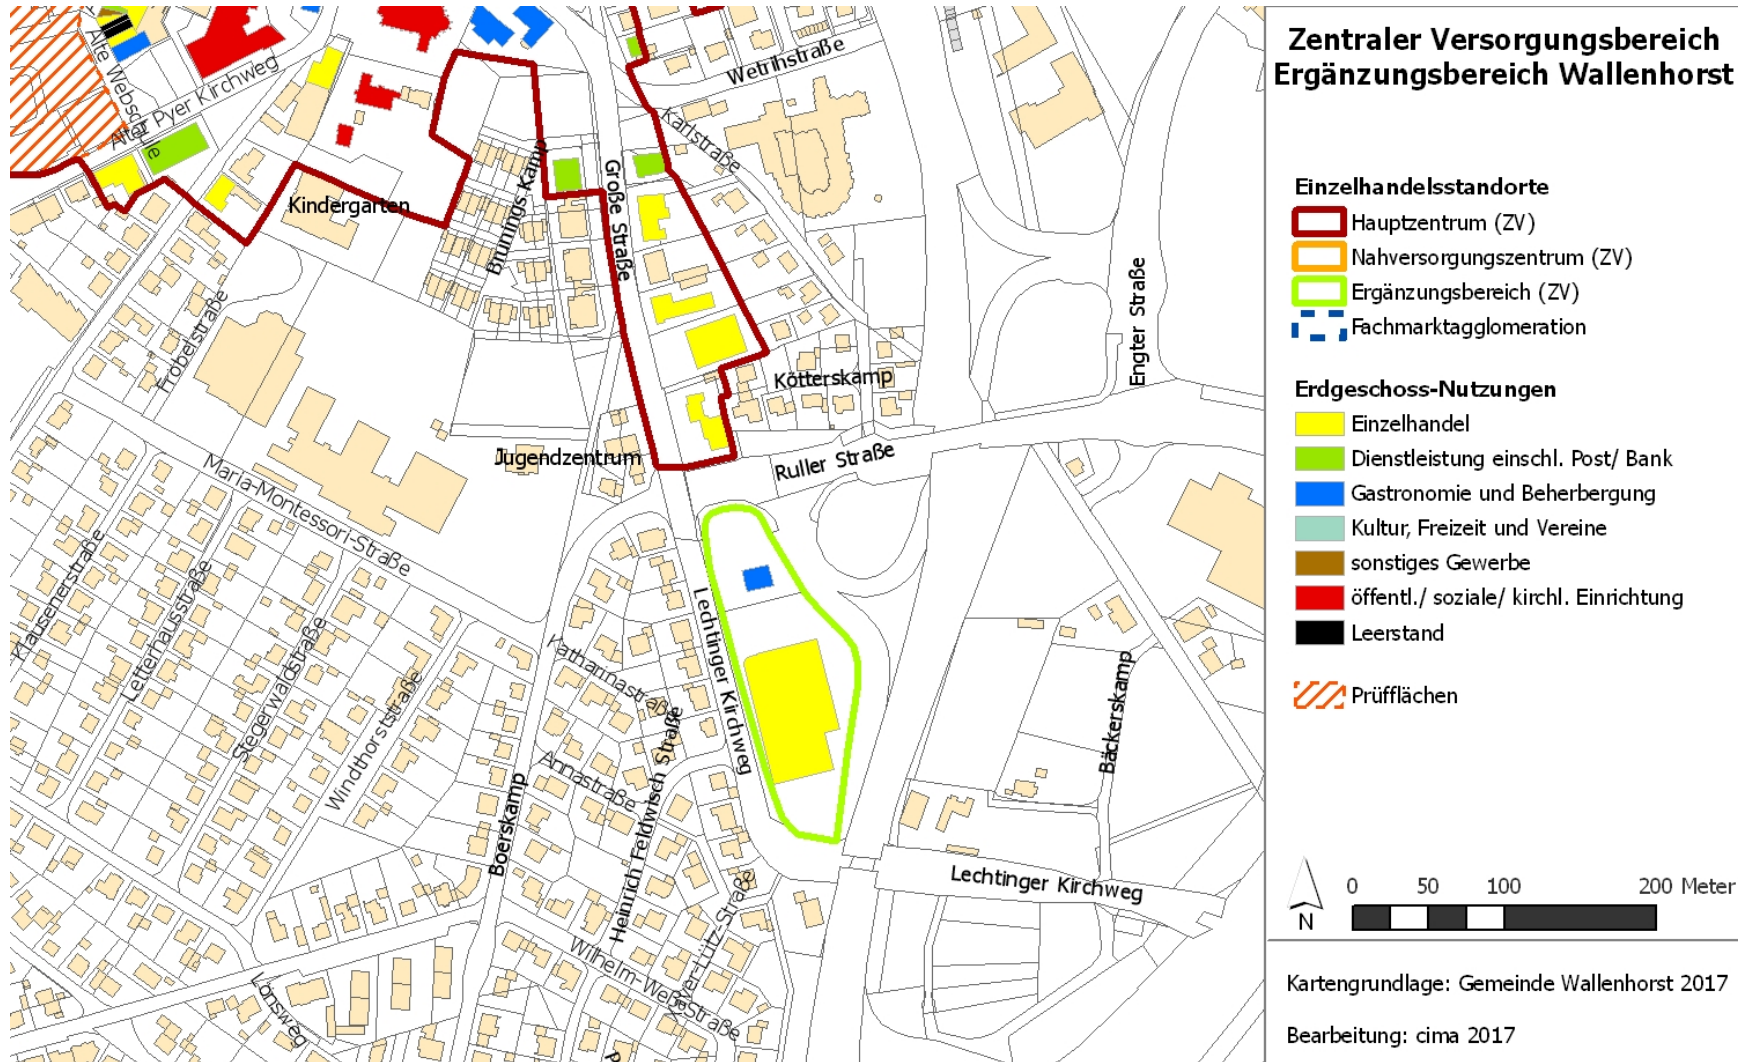 Zentraler Versorgungsbereich
Ergänzungsbereich Wallenhorst
Einzelhandelsstandorte
Hauptzentrum (ZV)
Nahversorgungszentrum (ZV)
Ergänzungsbereich (ZV)
Fachmarktagglomeration
Erdgeschoss-Nutzungen
Einzelhandel
Dienstleistung einschl. Post/ Bank
Gastronomie und Beherbergung
Kultur, Freizeit und Vereine
sonstiges Gewerbe
öffentl./ soziale/ kirchl. Einrichtung
Leerstand
Prüfflächen
0 50 100 200 Meter
N
Kartengrundlage: Gemeinde Wallenhorst 2017
Bearbeitung: cima 2017
Alte Webschule
Alter Pyer Kirchweg
Wetrihstraße
Karlstraße
Kindergarten
Brunnings Kamp
Große Straße
Engter Straße
Fröbelstraße
Kötterskamp
Jugendzentrum
Ruller Straße
Maria-Montessori-Straße
Klausenerstraße
Letterhausstraße
Stegerwaldstraße
Windthorststraße
Katharinastraße
Lechtinger Kirchweg
Annastraße
Heinrich Feldwisch Straße
Boerskamp
Bäckerskamp
Lechtinger Kirchweg
Wilhelm-Weß-Straße
Lönsweg